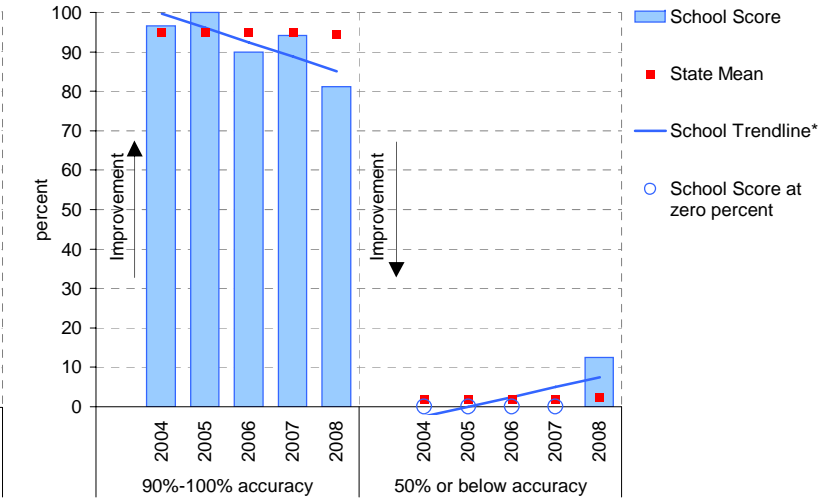 100
90
80
70
60
50
40
30
20
10
0
percent
Improvement
Improvement
2004
2005
2006
2007
2008
2004
2005
2006
2007
2008
90%-100% accuracy
50% or below accuracy
School Score
State Mean
School Trendline*
School Score at
zero percent